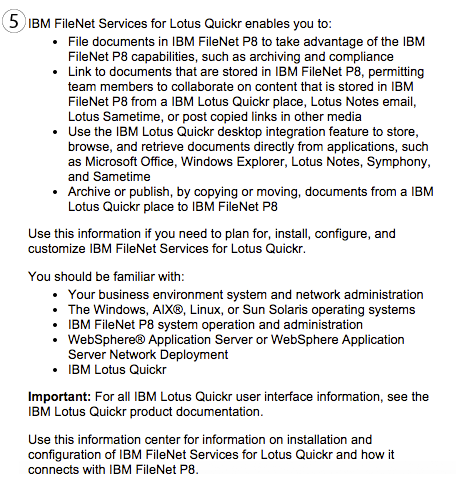 5 IBM FileNet Services for Lotus Quickr enables you to:
• File documents in IBM FileNet P8 to take advantage of the IBM
FileNet P8 capabilities, such as archiving and compliance
• Link to documents that are stored in IBM FileNet P8, permitting
team members to collaborate on content that is stored in IBM
FileNet P8 from a IBM Lotus Quickr place, Lotus Notes email,
Lotus Sametime, or post copied links in other media
• Use the IBM Lotus Quickr desktop integration feature to store,
browse, and retrieve documents directly from applications, such
as Microsoft Office, Windows Explorer, Lotus Notes, Symphony,
and Sametime
• Archive or publish, by copying or moving, documents from a IBM
Lotus Quickr place to IBM FileNet P8
Use this information if you need to plan for, install, configure, and
customize IBM FileNet Services for Lotus Quickr.
You should be familiar with:
• Your business environment system and network administration
• The Windows, AIX®, Linux, or Sun Solaris operating systems
• IBM FileNet P8 system operation and administration
• WebSphere® Application Server or WebSphere Application
Server Network Deployment
• IBM Lotus Quickr
Important: For all IBM Lotus Quickr user interface information, see the
IBM Lotus Quickr product documentation.
Use this information center for information on installation and
configuration of IBM FileNet Services for Lotus Quickr and how it
connects with IBM FileNet P8.